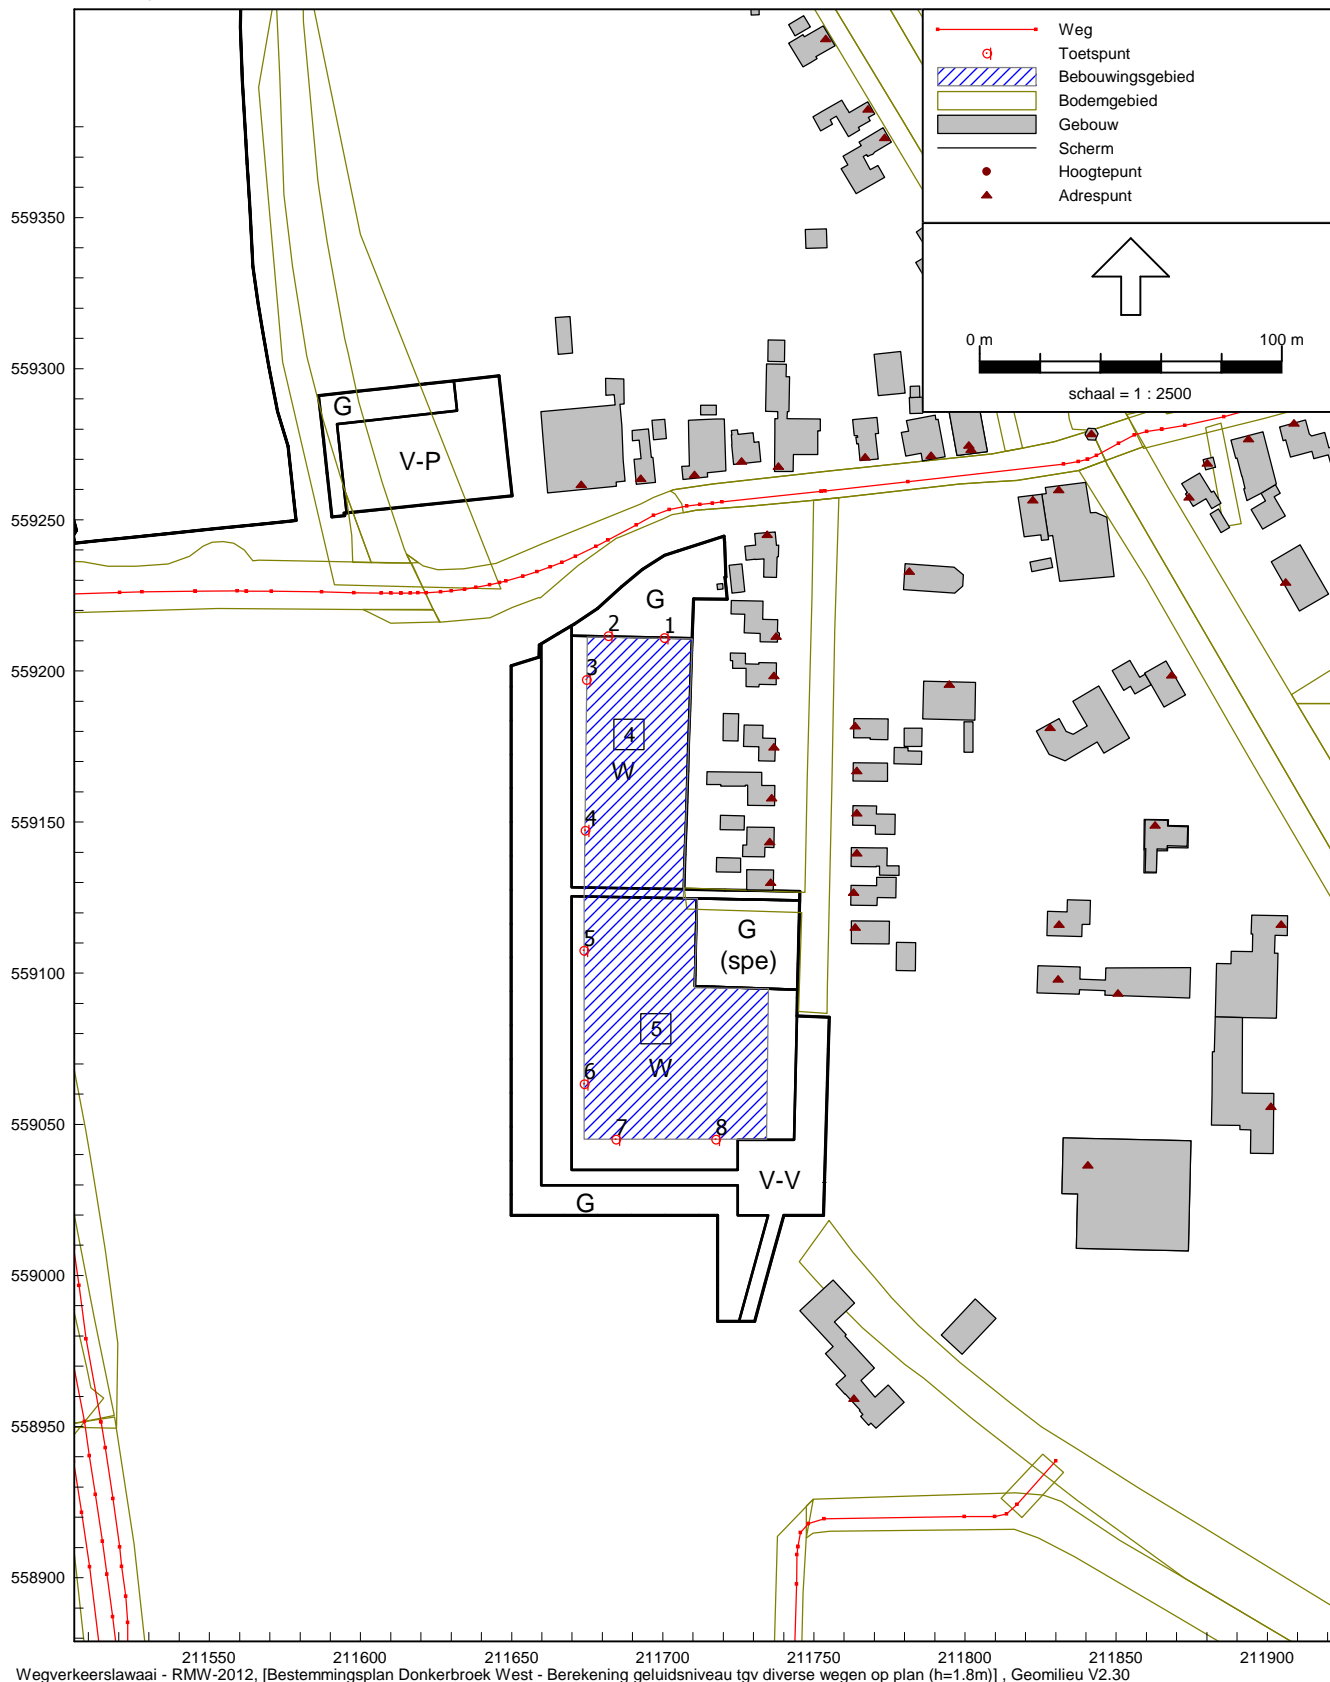 Weg
Toetspunt
Bebouwingsgebied
Bodemgebied
Gebouw
Scherm
Hoogtepunt
Adrespunt
0 m 100 m
schaal = 1 : 2500
559350
559300
559250
559200
559150
559100
559050
559000
558950
558900
G
V-P
G
2 1
3
4
W
4
G
(spe)
5
5
W
6
7 8
V-V
G
211550 211600 211650 211700 211750 211800 211850 211900
Wegverkeerslawaai - RMW-2012, [Bestemmingsplan Donkerbroek West - Berekening geluidsniveau tgv diverse wegen op plan (h=1.8m)] , Geomilieu V2.30